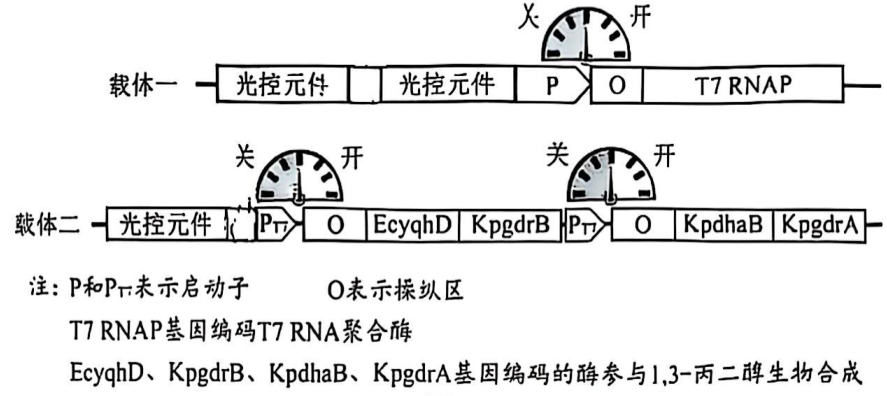 关 开
载体一 光控元件 光控元件 P O T7 RNAP
关 开 关 开
载体二 光控元件 PT7 O EcyqhD KpgdrB PT7 O KpdhaB KpgdrA
注: P和PT7表示启动子 O表示操纵区
T7 RNAP基因编码T7 RNA聚合酶
EcyqhD、KpgdrB、KpdhaB、KpgdrA基因编码的酶参与1,3-丙二醇生物合成